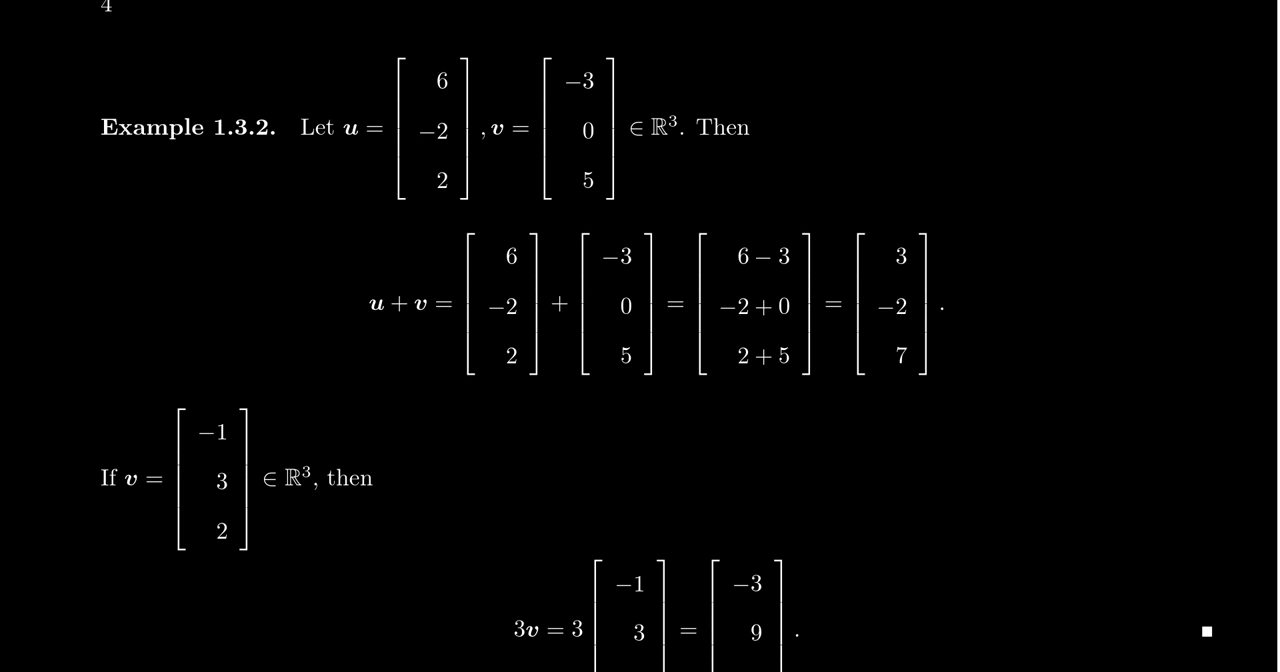 4
Example 1.3.2. Let u = [6 −2 2], v = [−3 0 5] ∈ ℝ³. Then
u + v = [6 −2 2] + [−3 0 5] = [6 − 3 −2 + 0 2 + 5] = [3 −2 7].
If v = [−1 3 2] ∈ ℝ³, then
3v = 3 [−1 3] = [−3 9].